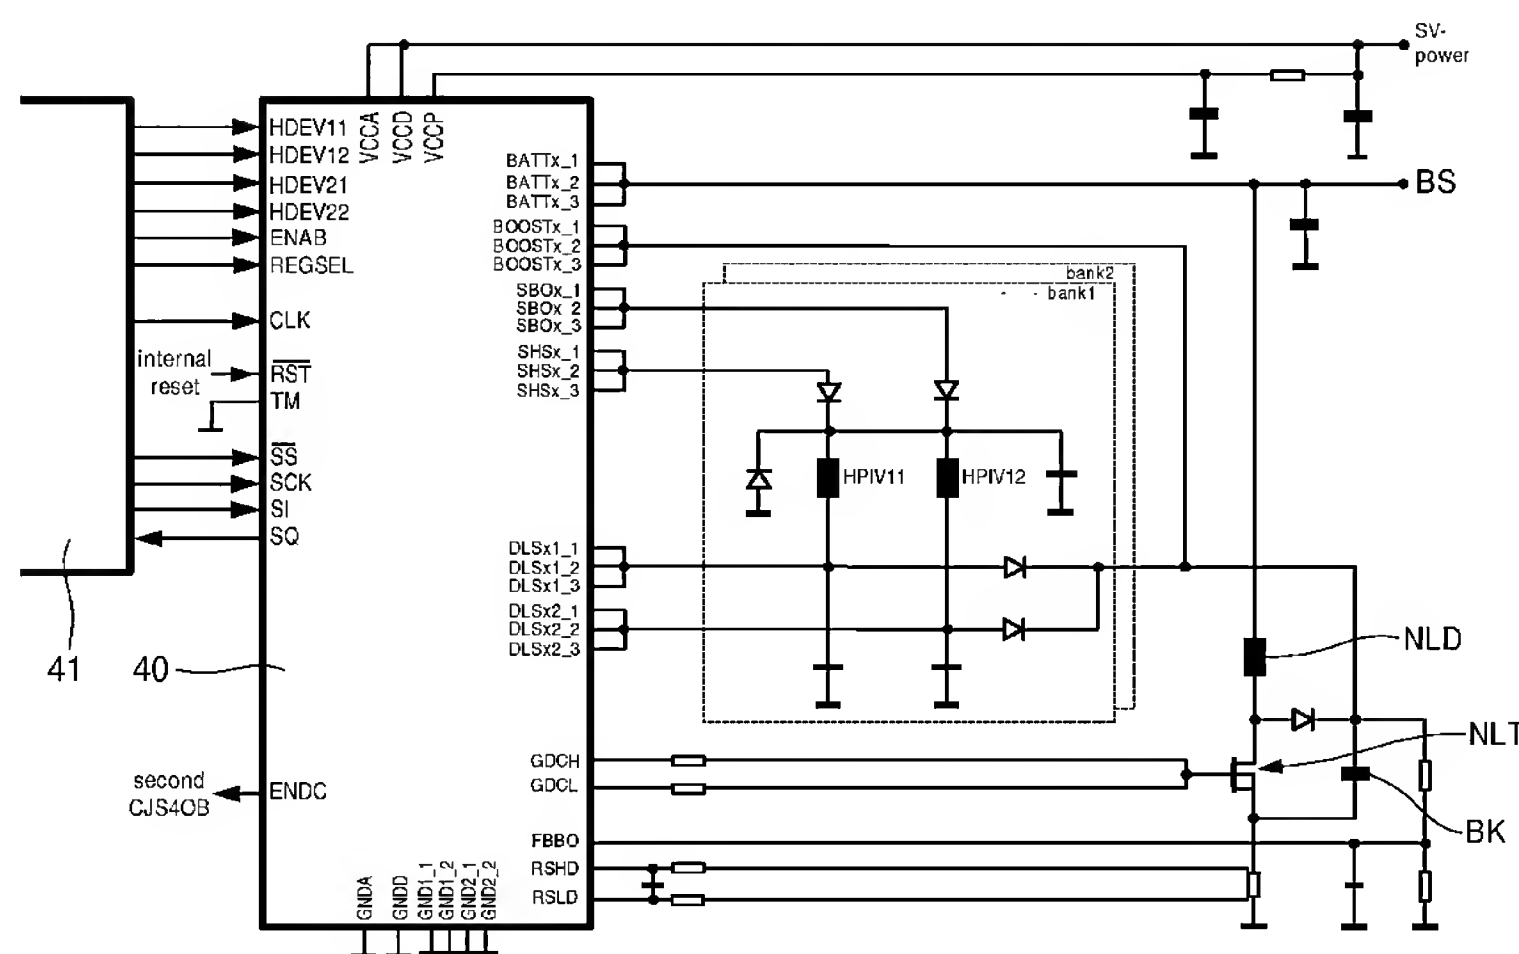 SV-
power
HDEV11
HDEV12
HDEV21
HDEV22
ENAB
REGSEL
CLK
internal
reset
RST
TM
SS
SCK
SI
SQ
41
40
second
CJS4OB
ENDC
VCCA
VCCD
VCCP
BATTx_1
BATTx_2
BATTx_3
BOOSTx_1
BOOSTx_2
BOOSTx_3
SBOx_1
SBOx_2
SBOx_3
SHSx_1
SHSx_2
SHSx_3
DLSx1_1
DLSx1_2
DLSx1_3
DLSx2_1
DLSx2_2
DLSx2_3
GDCH
GDCL
FBBO
RSHD
RSLD
GNDA
GNDD
GND1_1
GND1_2
GND2_1
GND2_2
BS
bank2
bank1
HPIV11
HPIV12
NLD
NLT
BK